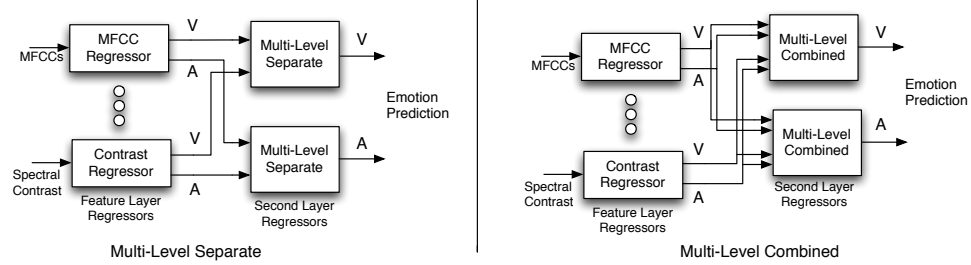 MFCCs
MFCC
Regressor
V
A
Multi-Level
Separate
V
Emotion
Prediction
Spectral
Contrast
Contrast
Regressor
V
A
Multi-Level
Separate
A
Feature Layer
Regressors
Second Layer
Regressors
Multi-Level Separate
MFCCs
MFCC
Regressor
V
A
Multi-Level
Combined
V
Emotion
Prediction
Spectral
Contrast
Contrast
Regressor
V
A
Multi-Level
Combined
A
Feature Layer
Regressors
Second Layer
Regressors
Multi-Level Combined